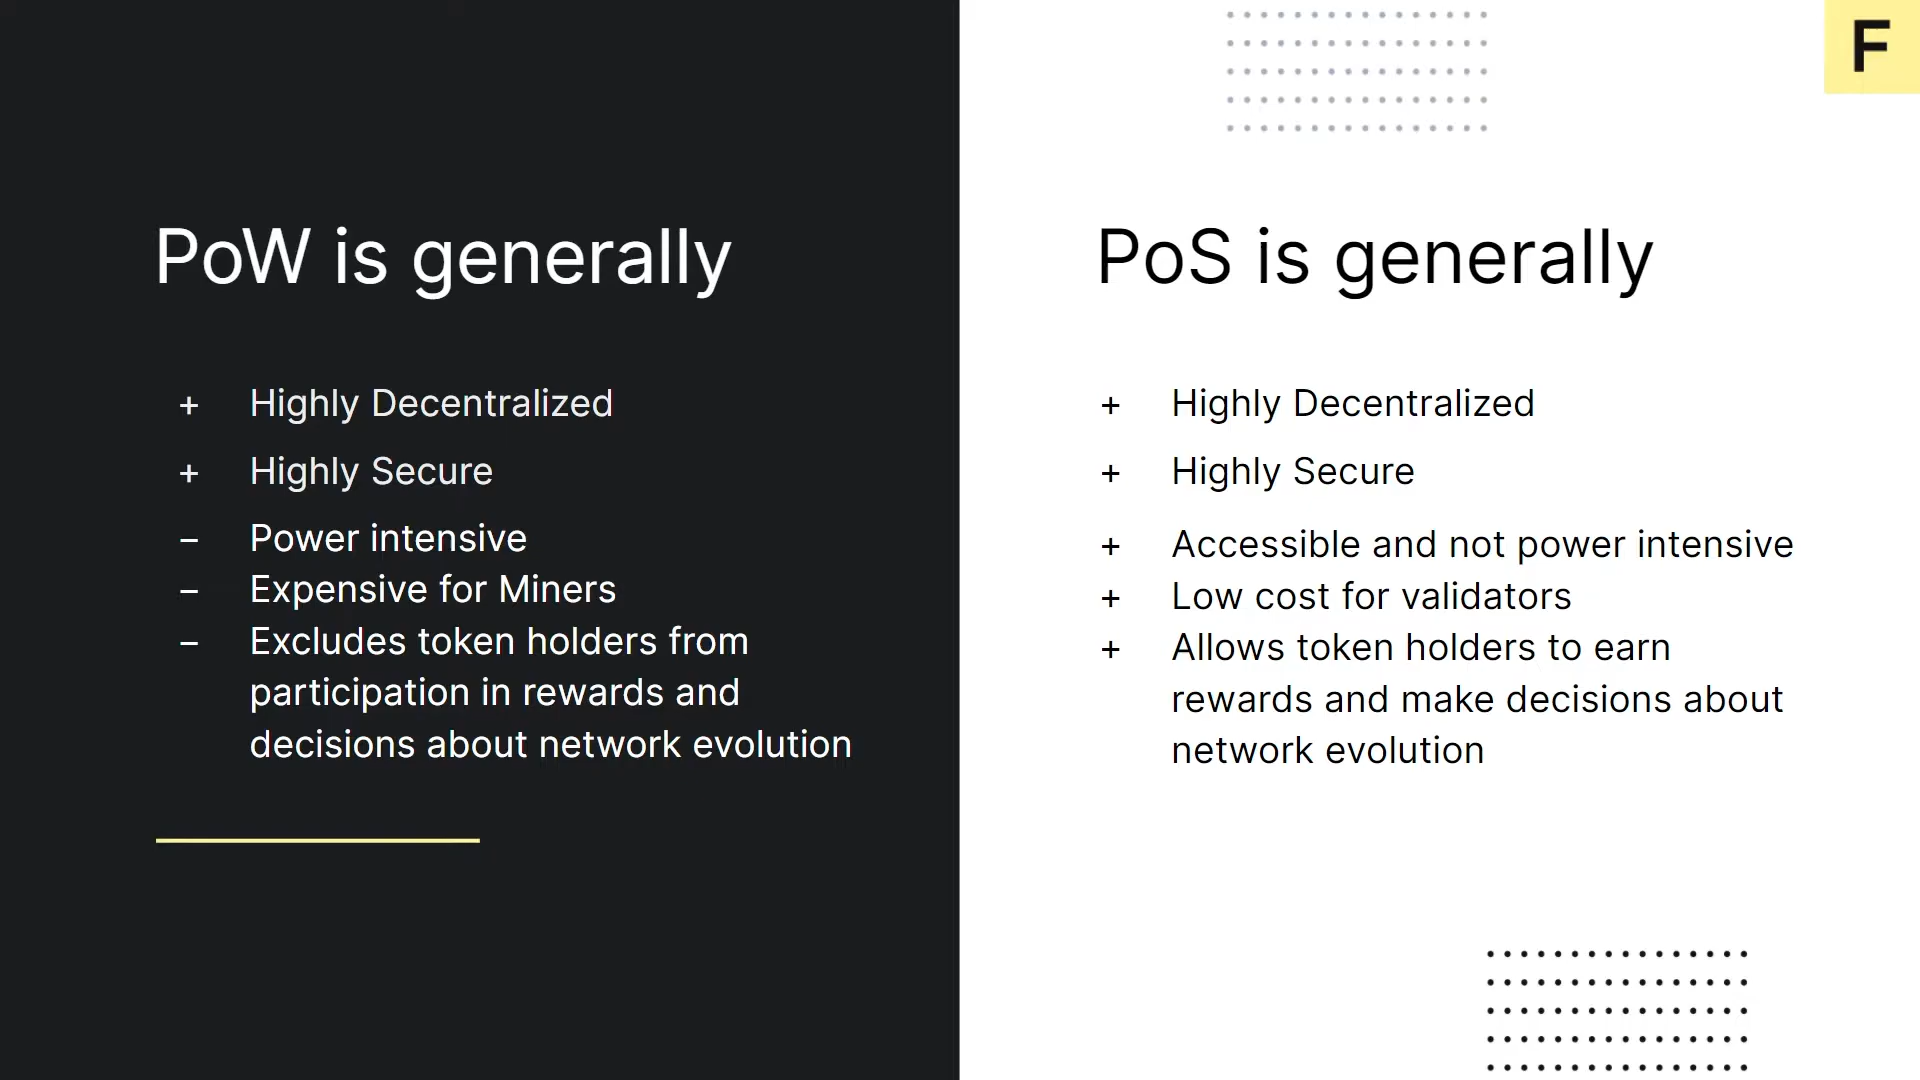 F
PoW is generally
+ Highly Decentralized
+ Highly Secure
– Power intensive
– Expensive for Miners
– Excludes token holders from
participation in rewards and
decisions about network evolution
PoS is generally
+ Highly Decentralized
+ Highly Secure
+ Accessible and not power intensive
+ Low cost for validators
+ Allows token holders to earn
rewards and make decisions about
network evolution